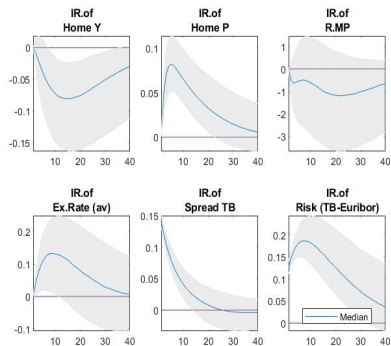 IR.of
Home Y
0
-0.05
-0.1
-0.15
10 20 30 40
IR.of
Home P
0.1
0.05
0
10 20 30 40
IR.of
R.MP
1
0
-1
-2
-3
10 20 30 40
IR.of
Ex.Rate (av)
0.2
0.1
0
-0.1
10 20 30 40
IR.of
Spread TB
0.15
0.1
0.05
0
10 20 30 40
IR.of
Risk (TB-Euribor)
0.2
0.15
0.1
0.05
0
Median
10 20 30 40